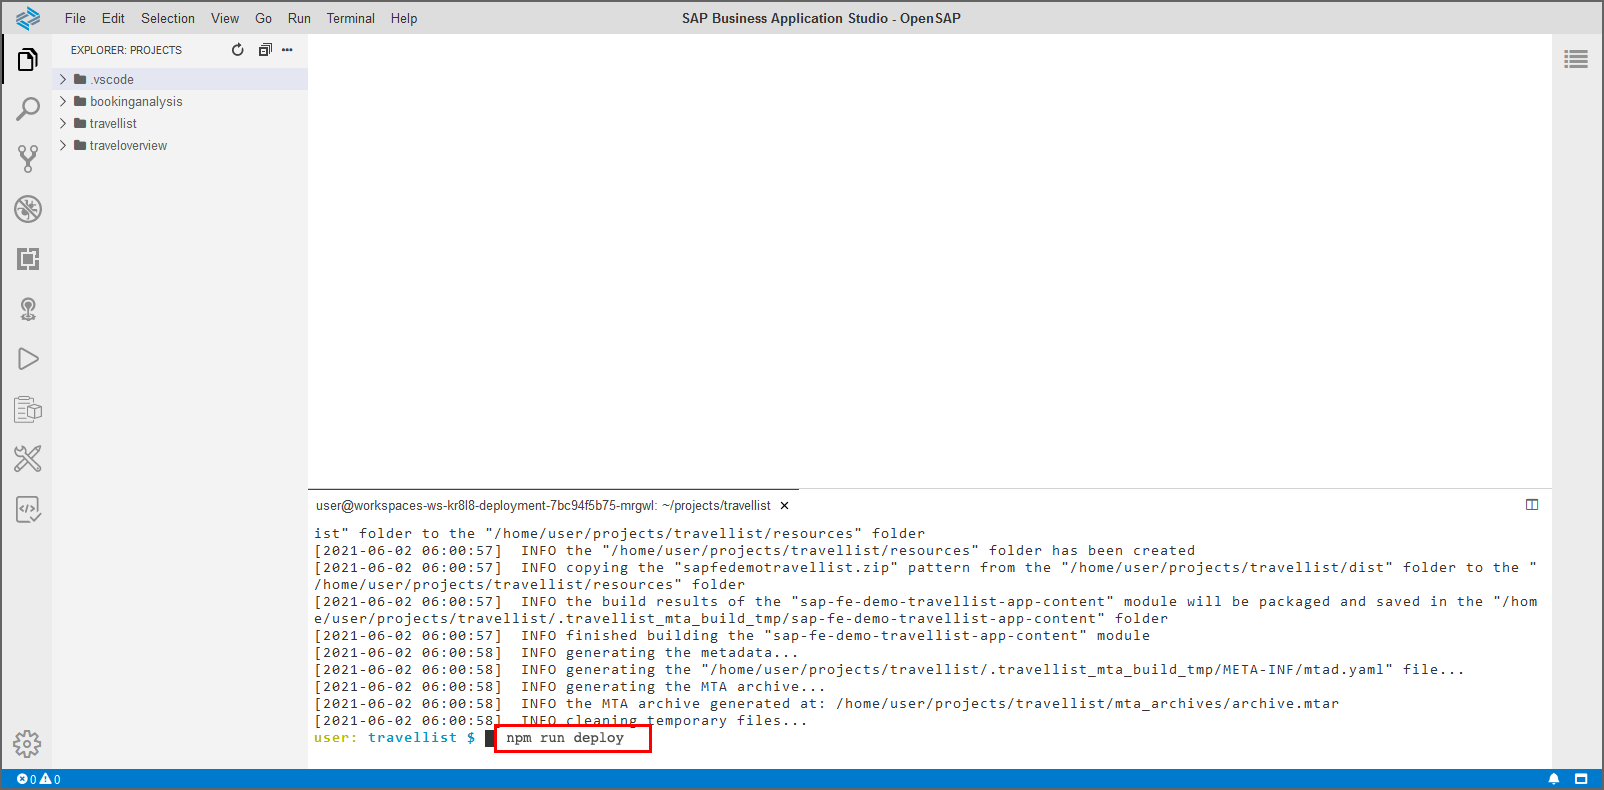 File Edit Selection View Go Run Terminal Help
SAP Business Application Studio - OpenSAP
EXPLORER: PROJECTS
.vscode
bookinganalysis
travellist
traveloverview
user@workspaces-ws-kr8l8-deployment-7bc94f5b75-mrgwl: ~/projects/travellist
ist" folder to the "/home/user/projects/travellist/resources" folder
[2021-06-02 06:00:57]  INFO the "/home/user/projects/travellist/resources" folder has been created
[2021-06-02 06:00:57]  INFO copying the "sapfedemotravellist.zip" pattern from the "/home/user/projects/travellist/dist" folder to the "
/home/user/projects/travellist/resources" folder
[2021-06-02 06:00:57]  INFO the build results of the "sap-fe-demo-travellist-app-content" module will be packaged and saved in the "/hom
e/user/projects/travellist/.travellist_mta_build_tmp/sap-fe-demo-travellist-app-content" folder
[2021-06-02 06:00:57]  INFO finished building the "sap-fe-demo-travellist-app-content" module
[2021-06-02 06:00:58]  INFO generating the metadata...
[2021-06-02 06:00:58]  INFO generating the "/home/user/projects/travellist/.travellist_mta_build_tmp/META-INF/mtad.yaml" file...
[2021-06-02 06:00:58]  INFO generating the MTA archive...
[2021-06-02 06:00:58]  INFO the MTA archive generated at: /home/user/projects/travellist/mta_archives/archive.mtar
[2021-06-02 06:00:58]  INFO cleaning temporary files...
user: travellist $ npm run deploy
0 0